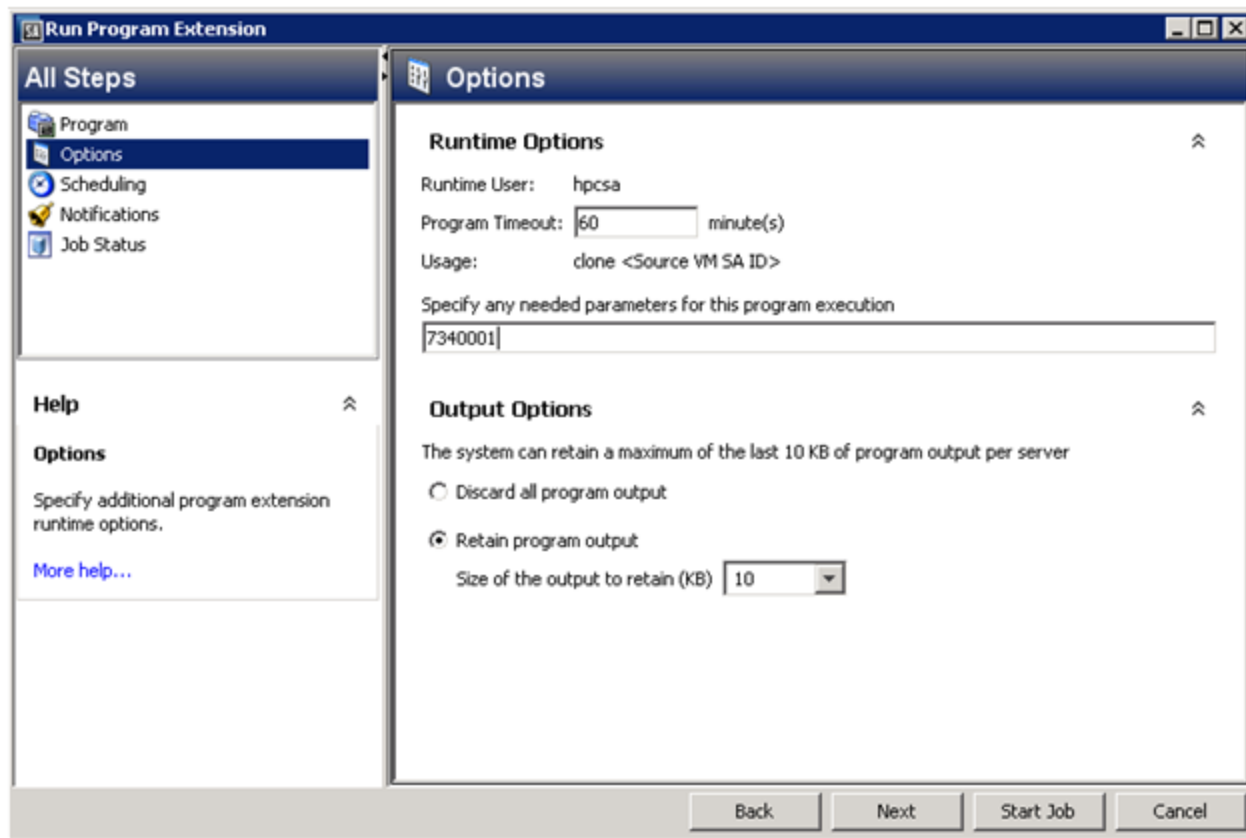 SA Run Program Extension
All Steps
Program
Options
Scheduling
Notifications
Job Status
Help
Options
Specify additional program extension
runtime options.
More help...
Options
Runtime Options
Runtime User: hpcsa
Program Timeout: 60 minute(s)
Usage: clone <Source VM SA ID>
Specify any needed parameters for this program execution
7340001
Output Options
The system can retain a maximum of the last 10 KB of program output per server
Discard all program output
Retain program output
Size of the output to retain (KB) 10
Back Next Start Job Cancel